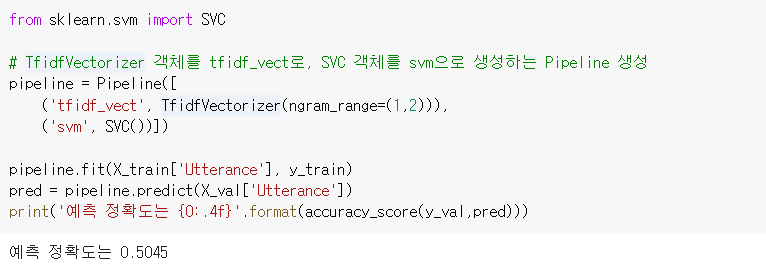 from sklearn.svm import SVC
# TfidfVectorizer 객체를 tfidf_vect로, SVC 객체를 svm으로 생성하는 Pipeline 생성
pipeline = Pipeline([
    ('tfidf_vect', TfidfVectorizer(ngram_range=(1,2))),
    ('svm', SVC())])
pipeline.fit(X_train['Utterance'], y_train)
pred = pipeline.predict(X_val['Utterance'])
print('예측 정확도는 {0:.4f}'.format(accuracy_score(y_val,pred)))
예측 정확도는 0.5045